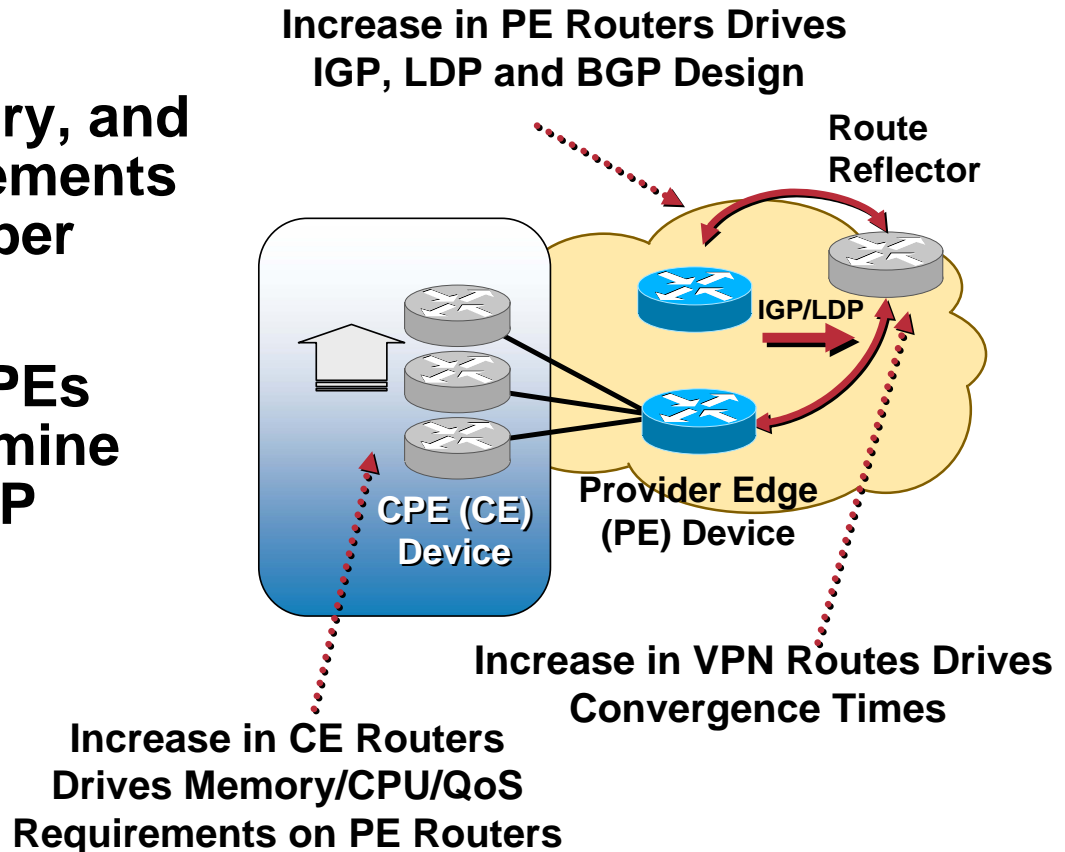 Increase in PE Routers Drives
IGP, LDP and BGP Design
ry, and
ements
per
PEs
mine
P
Route
Reflector
IGP/LDP
CPE (CE)
Device
Provider Edge
(PE) Device
Increase in VPN Routes Drives
Convergence Times
Increase in CE Routers
Drives Memory/CPU/QoS
Requirements on PE Routers